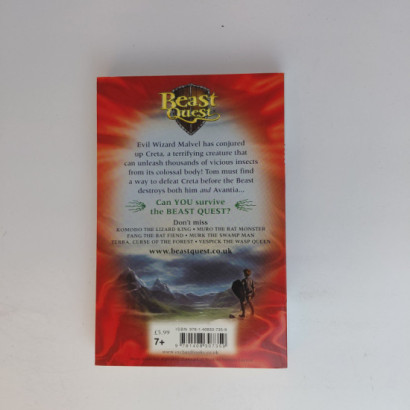 Beast
Quest
Evil Wizard Malvel has conjured
up Creta, a terrifying creature that
can unleash thousands of vicious insects
from its colossal body! Tom must find
a way to defeat Creta before the Beast
destroys both him and Avantia...
Can YOU survive
the BEAST QUEST?
Don't miss
KOMODO THE LIZARD KING • MURO THE RAT MONSTER
FANG THE BAT FIEND • MURK THE SWAMP MAN
TERRA, CURSE OF THE FOREST • VESPICK THE WASP QUEEN
www.beastquest.co.uk
£5.99
7+